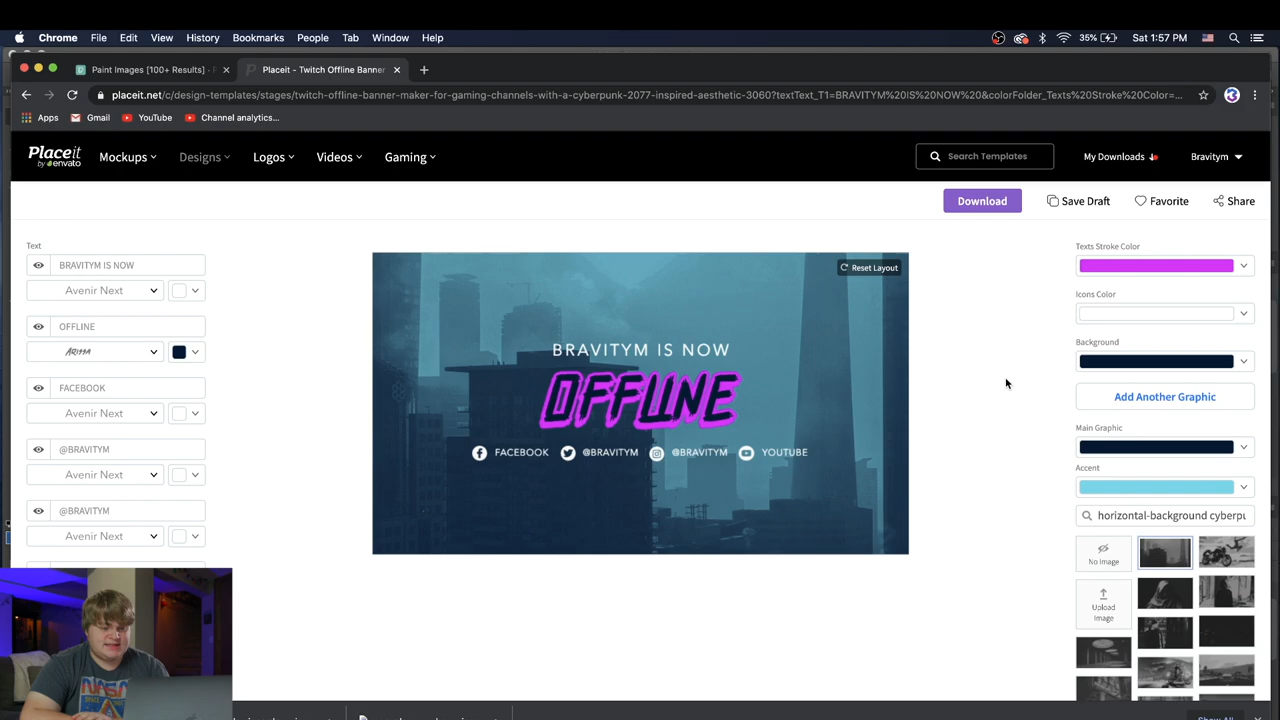 Chrome File Edit View History Bookmarks People Tab Window Help
35% Sat 1:57 PM
Paint Images [100+ Results] ·
Placeit - Twitch Offline Banner
placeit.net/c/design-templates/stages/twitch-offline-banner-maker-for-gaming-channels-with-a-cyberpunk-2077-inspired-aesthetic-3060?textText_T1=BRAVITYM%20IS%20NOW%20&colorFolder_Texts%20Stroke%20Color=...
Apps Gmail YouTube Channel analytics...
Placeit
by envato
Mockups Designs Logos Videos Gaming
Search Templates
My Downloads
Bravitym
Download Save Draft Favorite Share
Text
BRAVITYM IS NOW
Avenir Next
OFFLINE
FACEBOOK
Avenir Next
@BRAVITYM
Avenir Next
@BRAVITYM
Avenir Next
Reset Layout
BRAVITYM IS NOW
OFFLINE
FACEBOOK @BRAVITYM @BRAVITYM YOUTUBE
Texts Stroke Color
Icons Color
Background
Add Another Graphic
Main Graphic
Accent
horizontal-background cyberpu
No Image
Upload
Image
NASA
SPACE
Show All